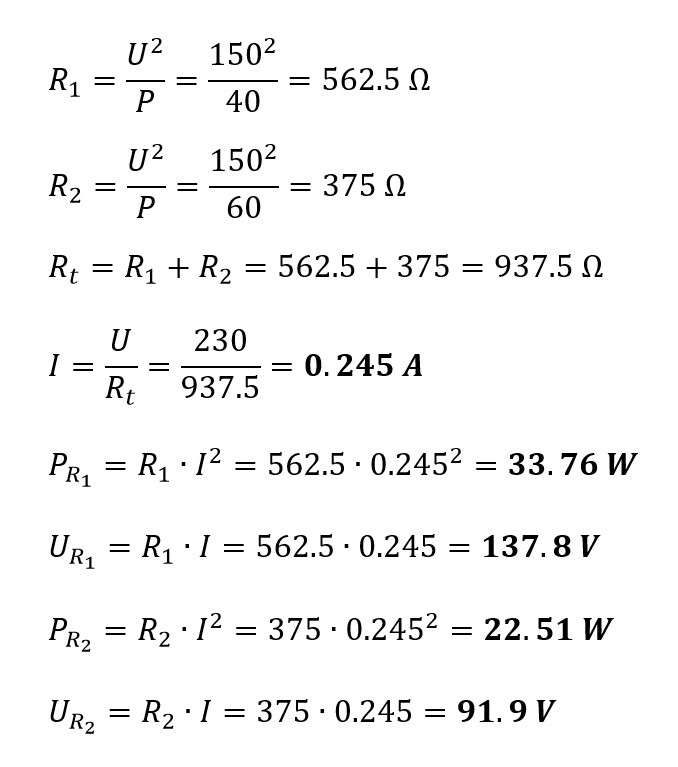 R₁ = U²/P = 150²/40 = 562.5 Ω
R₂ = U²/P = 150²/60 = 375 Ω
Rₜ = R₁ + R₂ = 562.5 + 375 = 937.5 Ω
I = U/Rₜ = 230/937.5 = 0.245 A
P_R₁ = R₁ · I² = 562.5 · 0.245² = 33.76 W
U_R₁ = R₁ · I = 562.5 · 0.245 = 137.8 V
P_R₂ = R₂ · I² = 375 · 0.245² = 22.51 W
U_R₂ = R₂ · I = 375 · 0.245 = 91.9 V